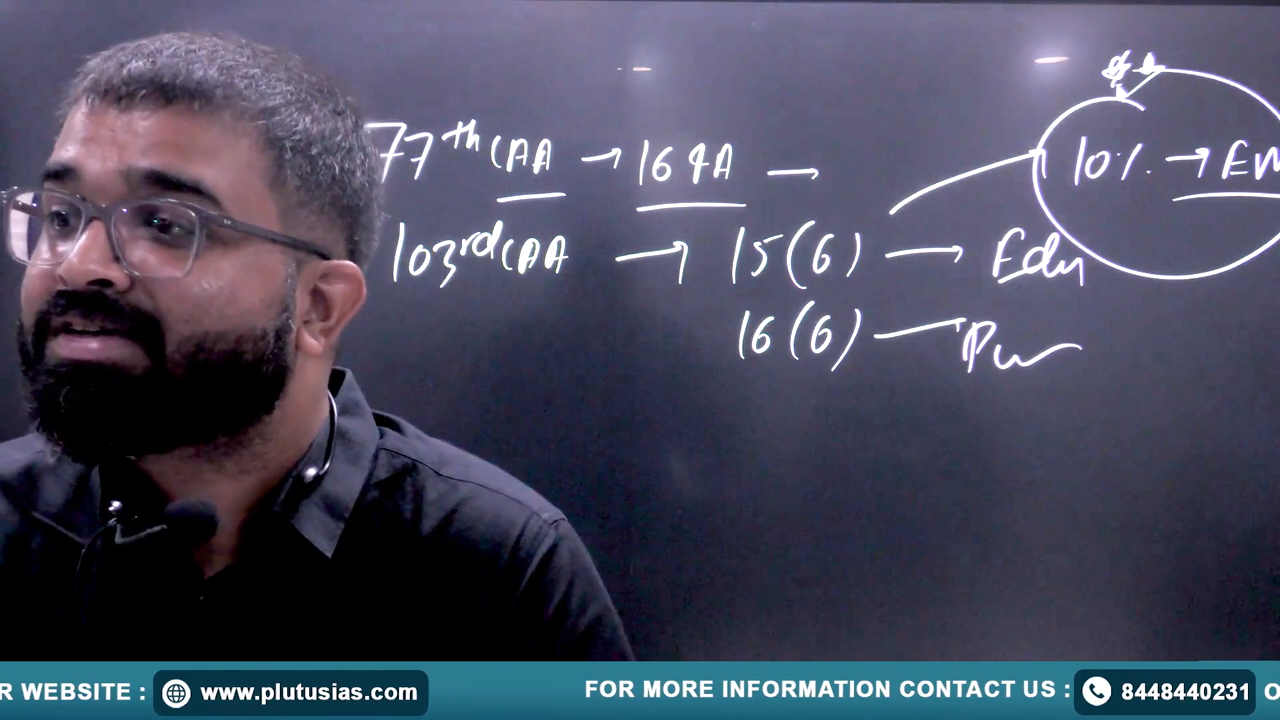 77th CAA → 164A →
10% → EW
103rd CAA → 15(6) → Edu
16(6) —
R WEBSITE : www.plutusias.com FOR MORE INFORMATION CONTACT US : 8448440231 O